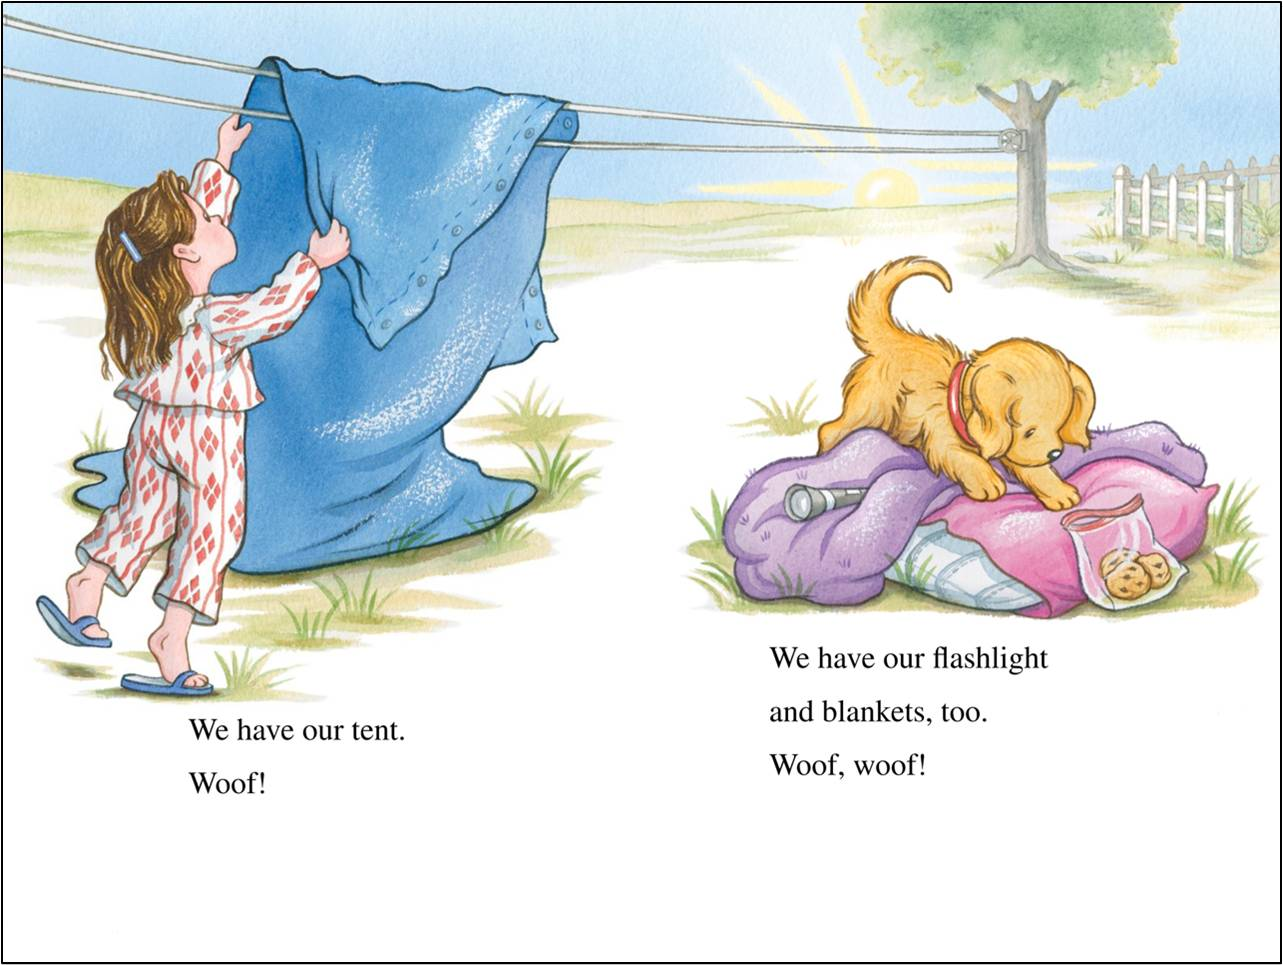 We have our tent.
Woof!
We have our flashlight
and blankets, too.
Woof, woof!